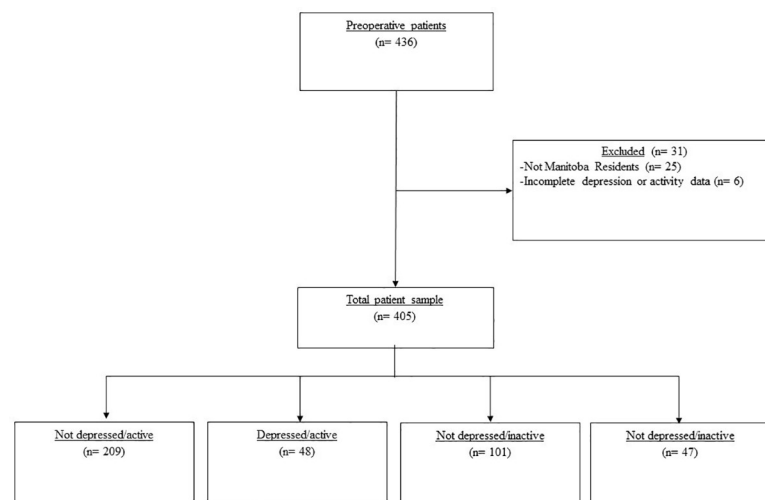 Preoperative patients
(n= 436)
Excluded (n= 31)
-Not Manitoba Residents (n= 25)
-Incomplete depression or activity data (n= 6)
Total patient sample
(n= 405)
Not depressed/active
(n= 209)
Depressed/active
(n= 48)
Not depressed/inactive
(n= 101)
Not depressed/inactive
(n= 47)